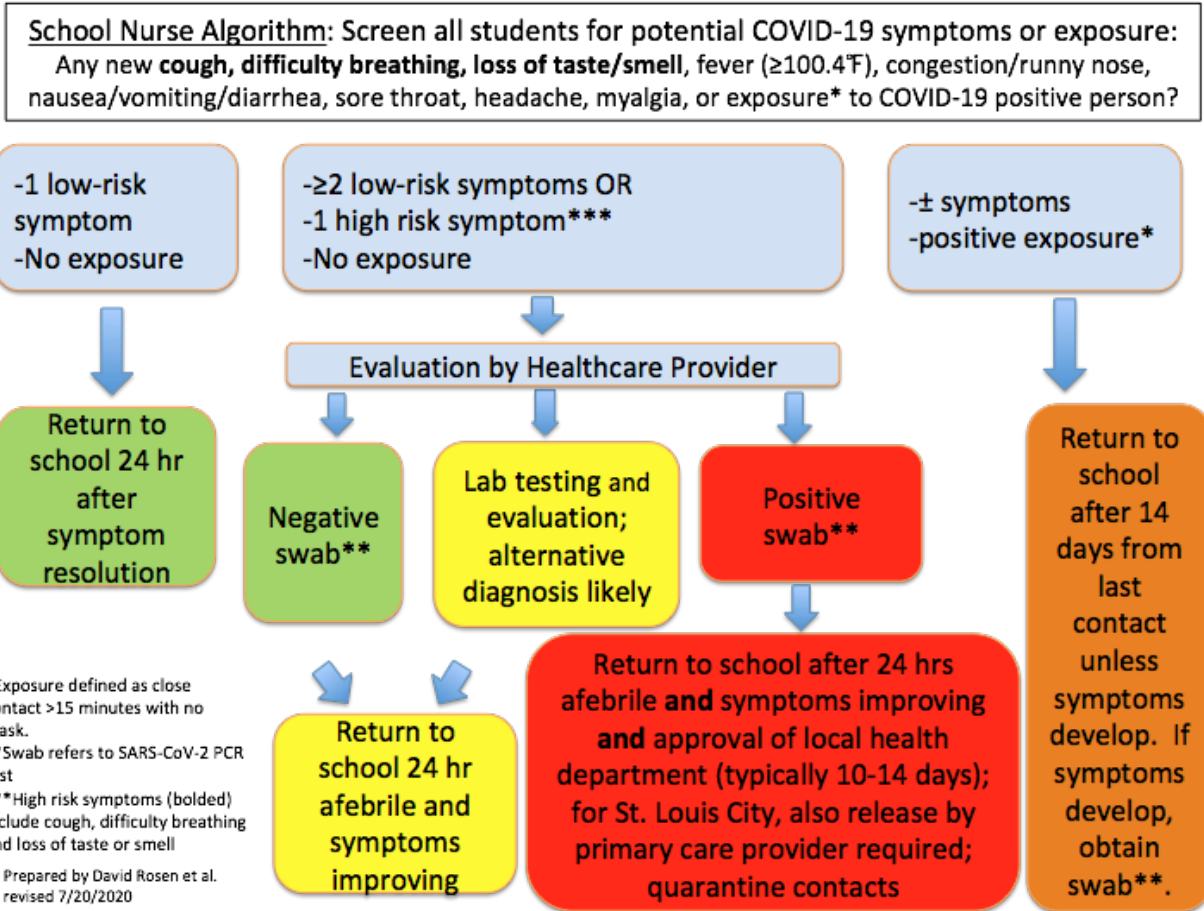 School Nurse Algorithm: Screen all students for potential COVID-19 symptoms or exposure:
Any new cough, difficulty breathing, loss of taste/smell, fever (≥100.4℉), congestion/runny nose,
nausea/vomiting/diarrhea, sore throat, headache, myalgia, or exposure* to COVID-19 positive person?
-1 low-risk
symptom
-No exposure
-≥2 low-risk symptoms OR
-1 high risk symptom***
-No exposure
-± symptoms
-positive exposure*
Evaluation by Healthcare Provider
Return to
school 24 hr
after
symptom
resolution
Negative
swab**
Lab testing and
evaluation;
alternative
diagnosis likely
Positive
swab**
Return to
school
after 14
days from
last
contact
unless
symptoms
develop. If
symptoms
develop,
obtain
swab**.
Return to
school 24 hr
afebrile and
symptoms
improving
Return to school after 24 hrs
afebrile and symptoms improving
and approval of local health
department (typically 10-14 days);
for St. Louis City, also release by
primary care provider required;
quarantine contacts
Exposure defined as close
ontact >15 minutes with no
ask.
*Swab refers to SARS-CoV-2 PCR
st
**High risk symptoms (bolded)
clude cough, difficulty breathing
nd loss of taste or smell
Prepared by David Rosen et al.
revised 7/20/2020